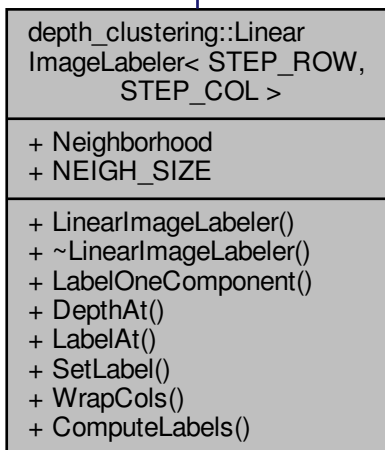 depth_clustering::Linear
ImageLabeler< STEP_ROW,
STEP_COL >
+ Neighborhood
+ NEIGH_SIZE
+ LinearImageLabeler()
+ ~LinearImageLabeler()
+ LabelOneComponent()
+ DepthAt()
+ LabelAt()
+ SetLabel()
+ WrapCols()
+ ComputeLabels()